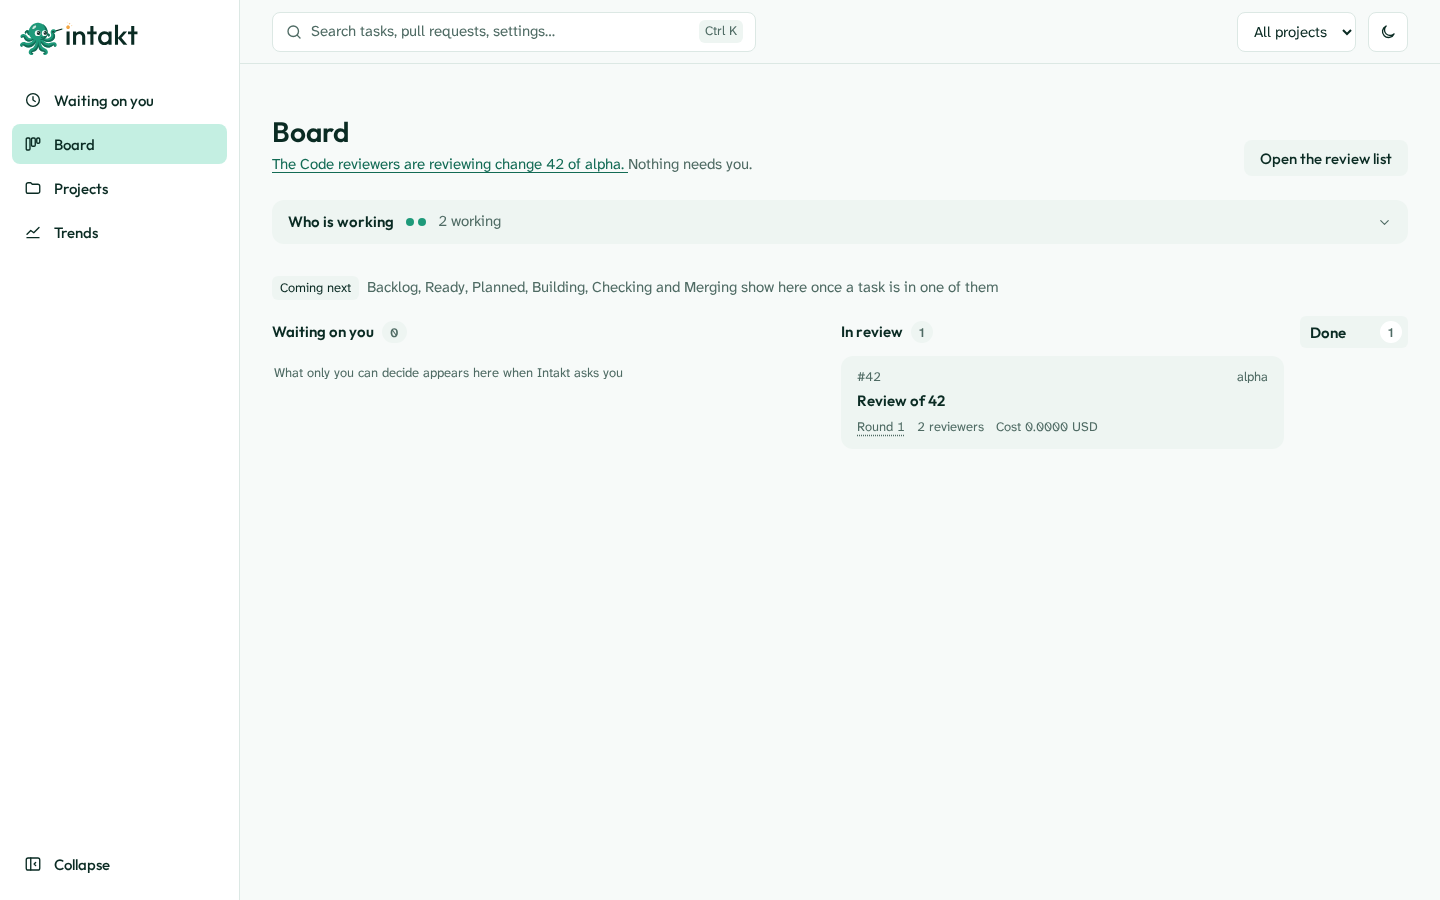 intakt
Search tasks, pull requests, settings...
Ctrl K
All projects
Waiting on you
Board
Projects
Trends
Collapse
Board
The Code reviewers are reviewing change 42 of alpha. Nothing needs you.
Open the review list
Who is working
2 working
Coming next
Backlog, Ready, Planned, Building, Checking and Merging show here once a task is in one of them
Waiting on you 0
What only you can decide appears here when Intakt asks you
In review 1
#42
alpha
Review of 42
Round 1 2 reviewers Cost 0.0000 USD
Done 1